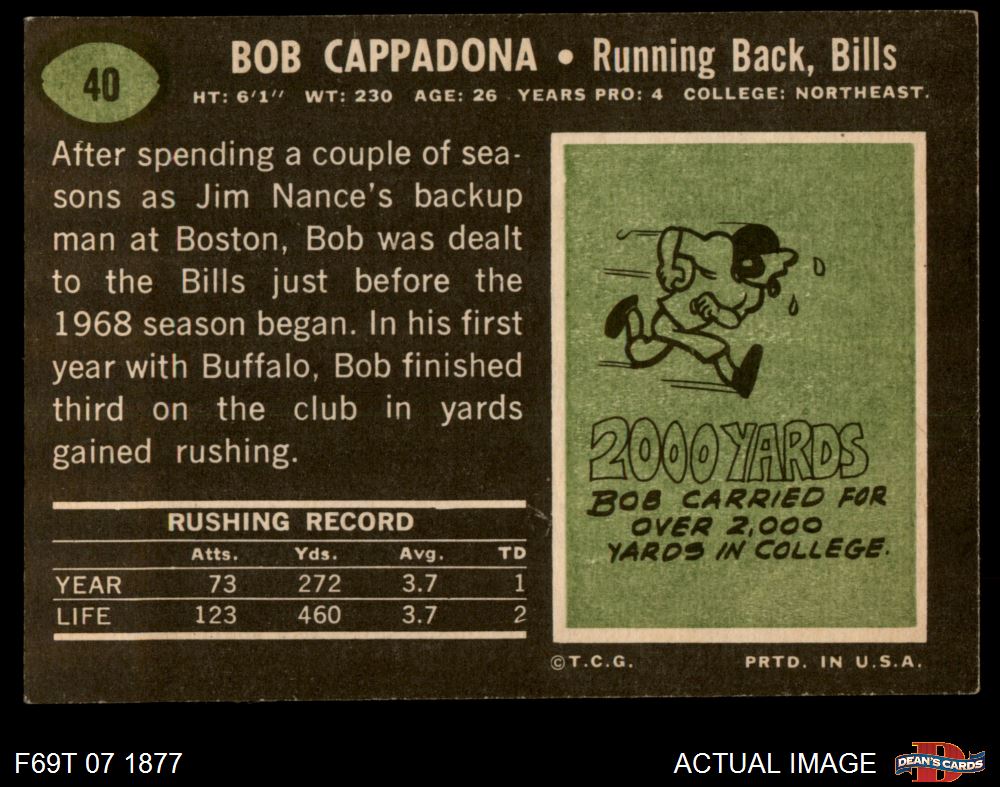 40
BOB CAPPADONA • Running Back, Bills
HT: 6'1" WT: 230 AGE: 26 YEARS PRO: 4 COLLEGE: NORTHEAST.
After spending a couple of sea-
sons as Jim Nance's backup
man at Boston, Bob was dealt
to the Bills just before the
1968 season began. In his first
year with Buffalo, Bob finished
third on the club in yards
gained rushing.
RUSHING RECORD
Atts. Yds. Avg. TD
YEAR 73 272 3.7 1
LIFE 123 460 3.7 2
2000 YARDS
BOB CARRIED FOR
OVER 2,000
YARDS IN COLLEGE.
©T.C.G. PRTD. IN U.S.A.
F69T 07 1877
ACTUAL IMAGE
D
DEAN'S CARDS